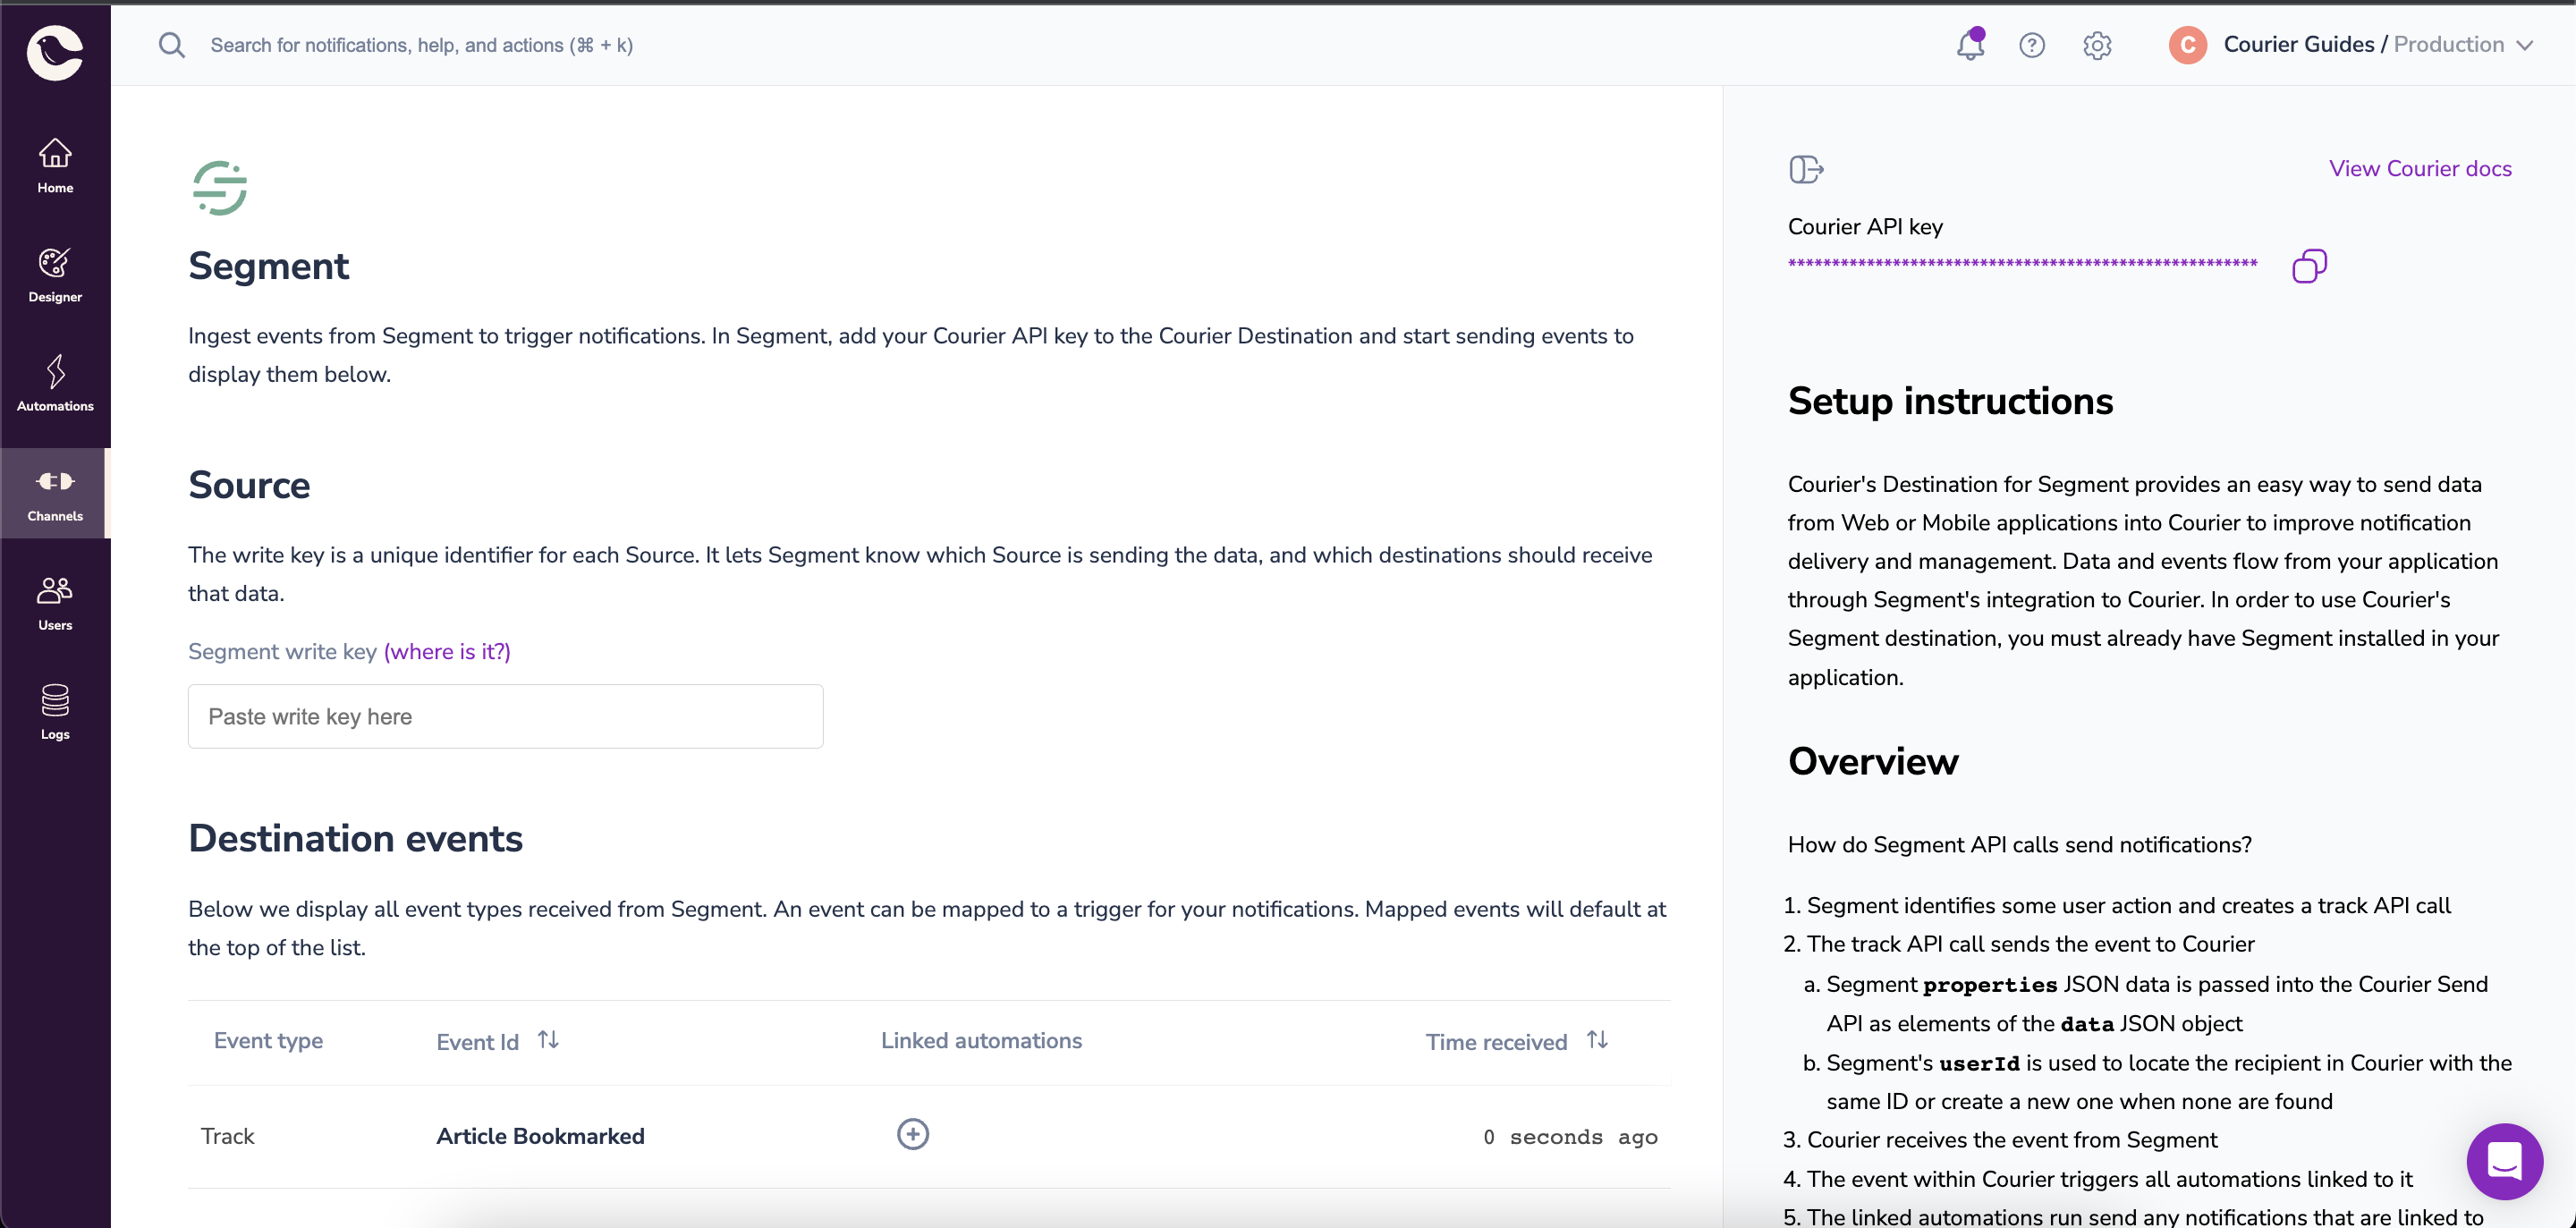 Search for notifications, help, and actions (⌘ + k)
C
Courier Guides / Production
Home
Designer
Automations
Channels
Users
Logs
Segment
Ingest events from Segment to trigger notifications. In Segment, add your Courier API key to the Courier Destination and start sending events to
display them below.
Source
The write key is a unique identifier for each Source. It lets Segment know which Source is sending the data, and which destinations should receive
that data.
Segment write key (where is it?)
Paste write key here
Destination events
Below we display all event types received from Segment. An event can be mapped to a trigger for your notifications. Mapped events will default at
the top of the list.
Event type Event Id Linked automations Time received
Track Article Bookmarked 0 seconds ago
View Courier docs
Courier API key
******************************************************
Setup instructions
Courier's Destination for Segment provides an easy way to send data
from Web or Mobile applications into Courier to improve notification
delivery and management. Data and events flow from your application
through Segment's integration to Courier. In order to use Courier's
Segment destination, you must already have Segment installed in your
application.
Overview
How do Segment API calls send notifications?
1. Segment identifies some user action and creates a track API call
2. The track API call sends the event to Courier
a. Segment properties JSON data is passed into the Courier Send
API as elements of the data JSON object
b. Segment's userId is used to locate the recipient in Courier with the
same ID or create a new one when none are found
3. Courier receives the event from Segment
4. The event within Courier triggers all automations linked to it
5. The linked automations run send any notifications that are linked to